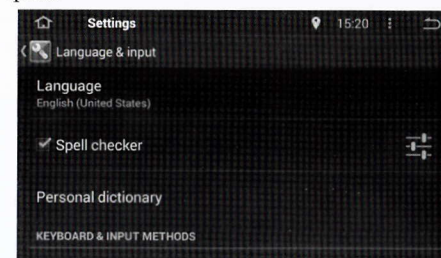 Settings
15:20
Language & input
Language
English (United States)
Spell checker
Personal dictionary
KEYBOARD & INPUT METHODS